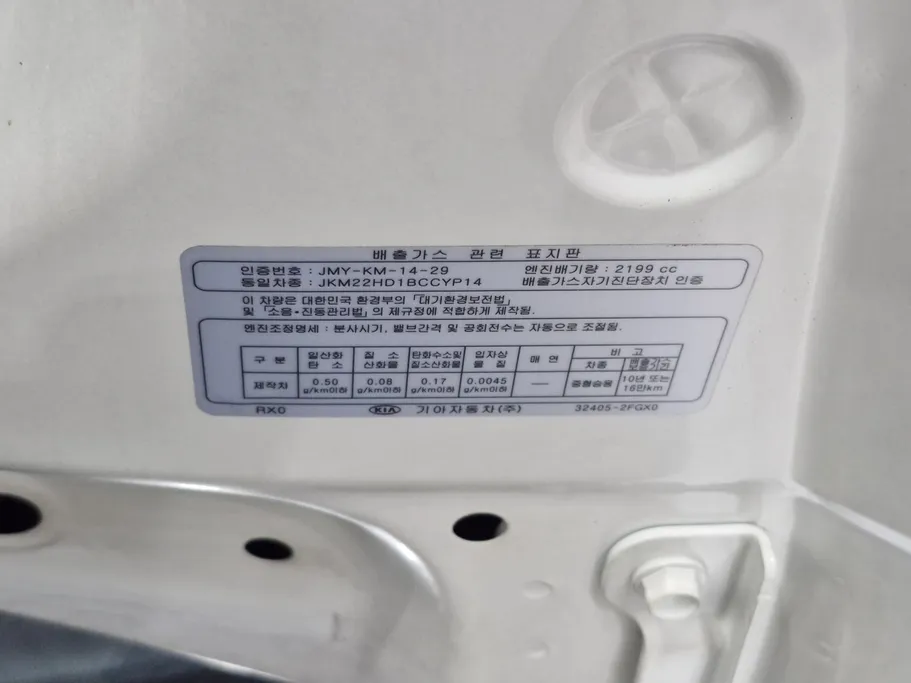 배출가스 관련 표지판
인증번호 : JMY-KM-14-29 엔진배기량 : 2199 cc
동일차종 : JKM22HD1BCCYP14 배출가스자기진단장치 인증
이 차량은 대한민국 환경부의 「대기환경보전법」
및 「소음·진동관리법」의 제규정에 적합하게 제작됨.
엔진조정명세 : 분사시기, 밸브간격 및 공회전수는 자동으로 조절됨.
구 분 일산화탄 소 질 소산화물 탄화수소및질소산화물 입자상물 질 매 연 비 고
차종 배출가스보증기간
제작차 0.50 g/km이하 0.08 g/km이하 0.17 g/km이하 0.0045 g/km이하 — 중형승용 10년 또는 16만km
RX0 KIA 기아자동차(주) 32405-2FGX0